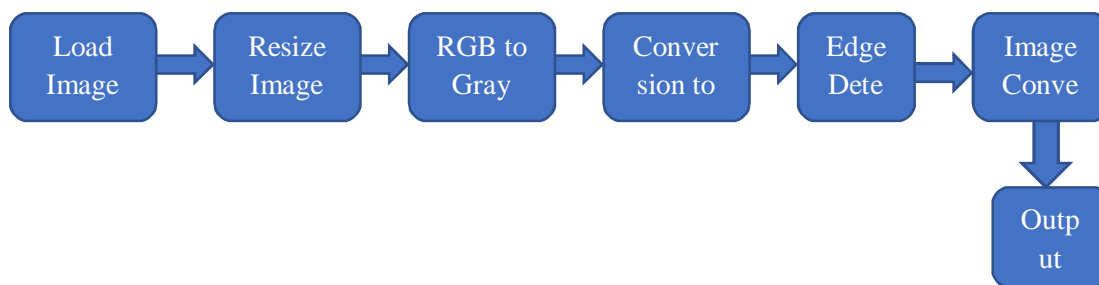 Load
Image
Resize
Image
RGB to
Gray
Conver
sion to
Edge
Dete
Image
Conve
Outp
ut